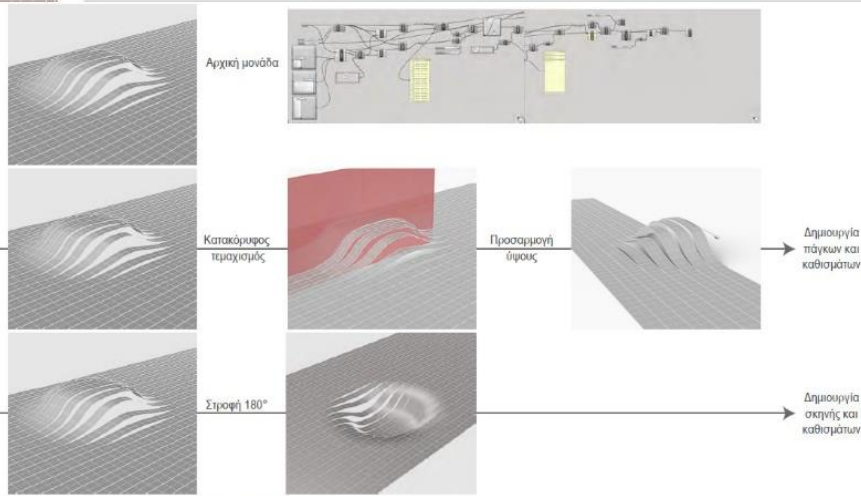 Αρχική μονάδα
Κατακόρυφος
τεμαχισμός
Προσαρμογή
ύψους
Δημιουργία
πάγκων και
καθισμάτων
Στροφή 180°
Δημιουργία
σκηνής και
καθισμάτων